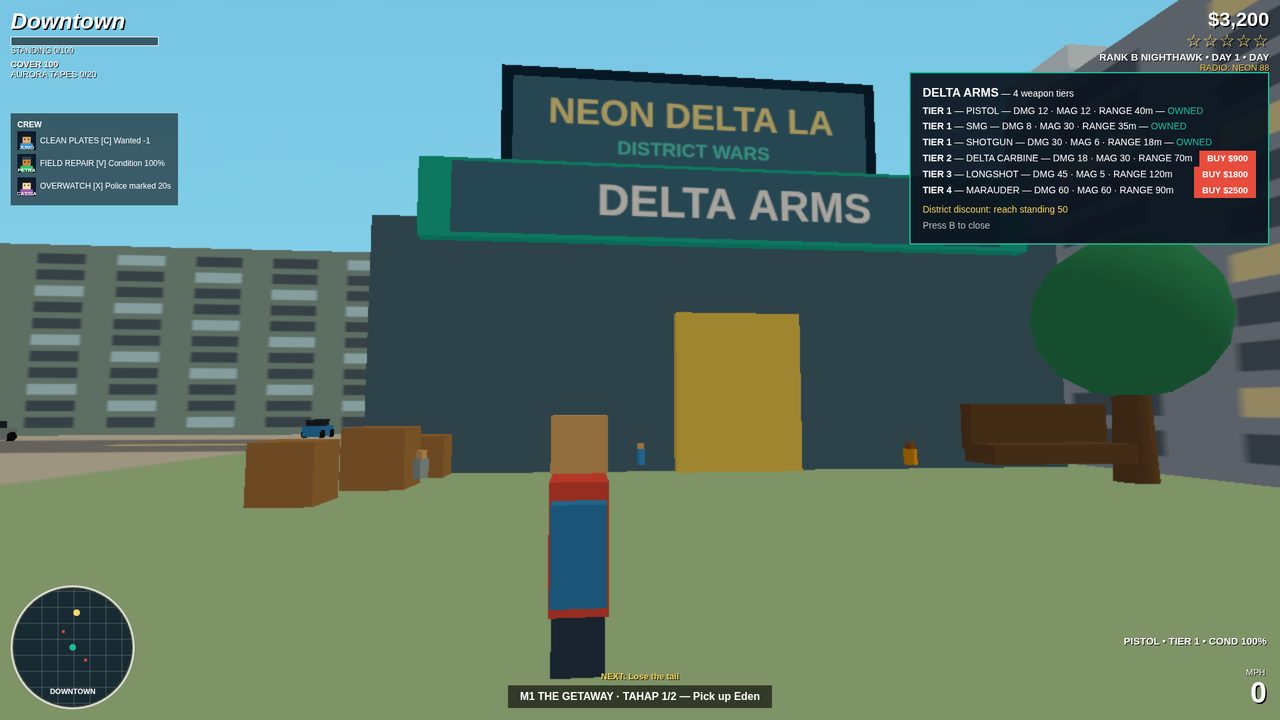 Downtown
STANDING 0/100
COVER 100
AURORA TAPES 0/20
CREW
CLEAN PLATES [C] Wanted -1
JUNO
FIELD REPAIR [V] Condition 100%
PETRA
OVERWATCH [X] Police marked 20s
CASSIA
$3,200
☆☆☆☆☆
RANK B NIGHTHAWK • DAY 1 • DAY
RADIO: NEON 88
DELTA ARMS — 4 weapon tiers
TIER 1 — PISTOL · DMG 12 · MAG 12 · RANGE 40m — OWNED
TIER 1 — SMG · DMG 8 · MAG 30 · RANGE 35m — OWNED
TIER 1 — SHOTGUN · DMG 30 · MAG 6 · RANGE 18m — OWNED
TIER 2 — DELTA CARBINE · DMG 18 · MAG 30 · RANGE 70m BUY $900
TIER 3 — LONGSHOT · DMG 45 · MAG 5 · RANGE 120m BUY $1800
TIER 4 — MARAUDER · DMG 60 · MAG 60 · RANGE 90m BUY $2500
District discount: reach standing 50
Press B to close
NEON DELTA LA
DISTRICT WARS
DELTA ARMS
DOWNTOWN
NEXT: Lose the tail
M1 THE GETAWAY · TAHAP 1/2 — Pick up Eden
PISTOL • TIER 1 • COND 100%
MPH
0